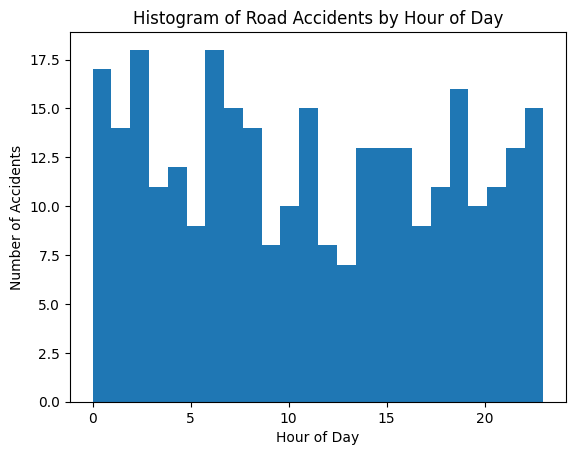 Histogram of Road Accidents by Hour of Day
Number of Accidents
17.5
15.0
12.5
10.0
7.5
5.0
2.5
0.0
0 5 10 15 20
Hour of Day